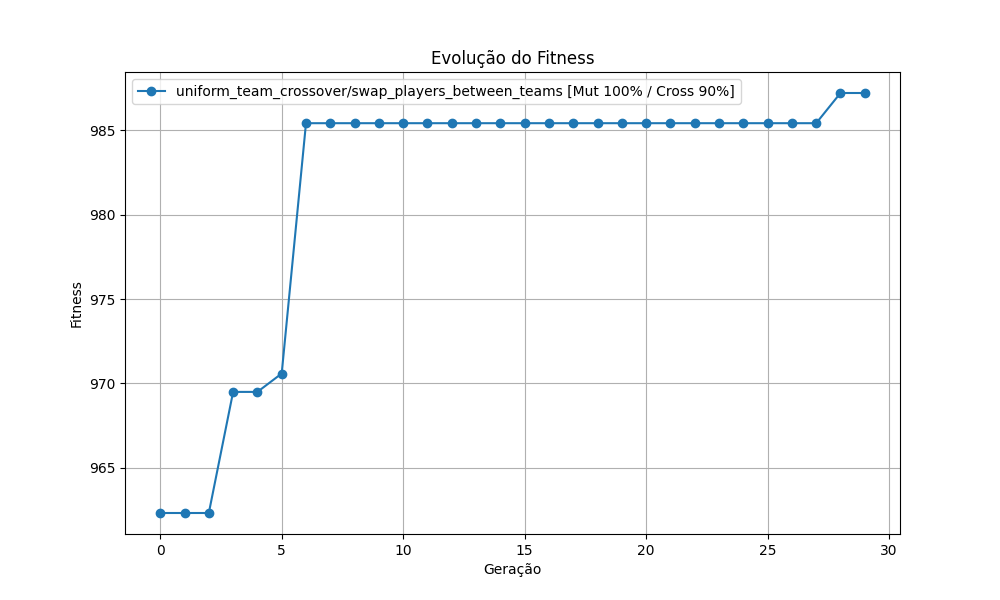 Evolução do Fitness
uniform_team_crossover/swap_players_between_teams [Mut 100% / Cross 90%]
985
980
975
970
965
Fitness
0 5 10 15 20 25 30
Geração